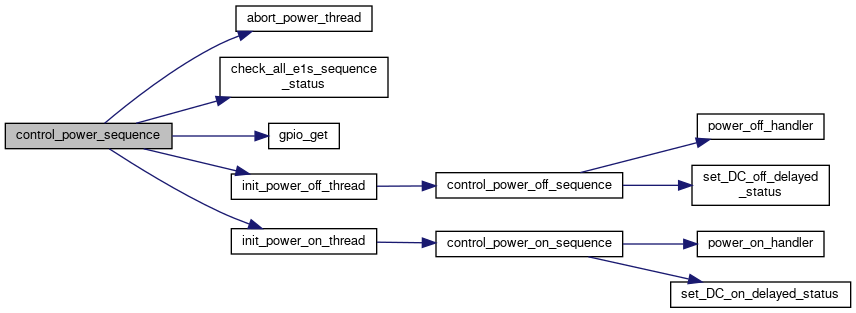 abort_power_thread
check_all_e1s_sequence
_status
control_power_sequence
gpio_get
init_power_off_thread
control_power_off_sequence
power_off_handler
set_DC_off_delayed
_status
init_power_on_thread
control_power_on_sequence
power_on_handler
set_DC_on_delayed_status